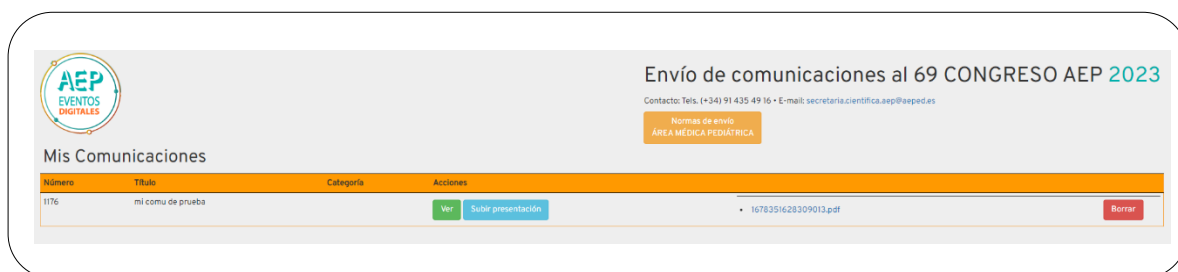 AEP
EVENTOS
DIGITALES
Envío de comunicaciones al 69 CONGRESO AEP 2023
Contacto: Tels. (+34) 91 435 49 16 • E-mail: secretaria.cientifica.aep@aeped.es
Normas de envío
ÁREA MÉDICA PEDIÁTRICA
Mis Comunicaciones
Número Título Categoría Acciones
1176 mi comu de prueba Ver Subir presentación • 1678351628309013.pdf Borrar